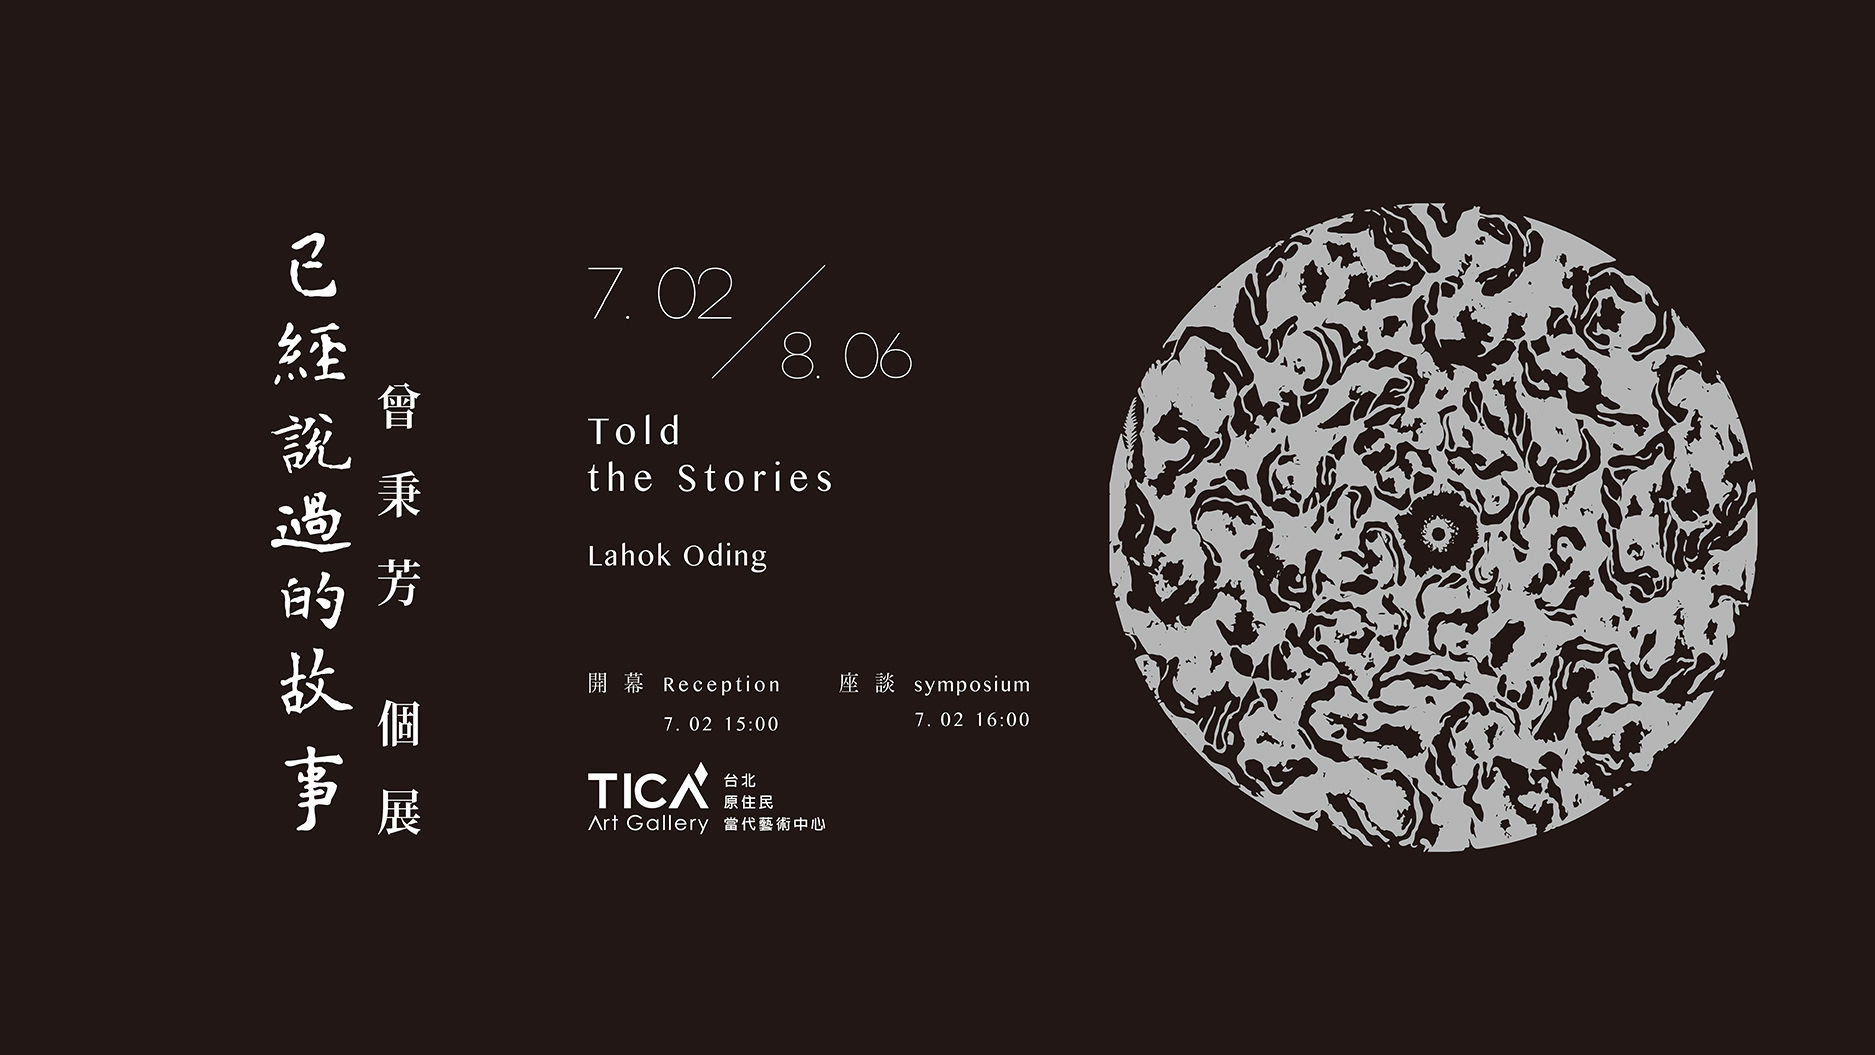 已經說過的故事
曾秉芳 個展
7. 02 / 8. 06
Told
the Stories
Lahok Oding
開幕 Reception
7. 02 15:00
座談 symposium
7. 02 16:00
TICA
Art Gallery
台北
原住民
當代藝術中心